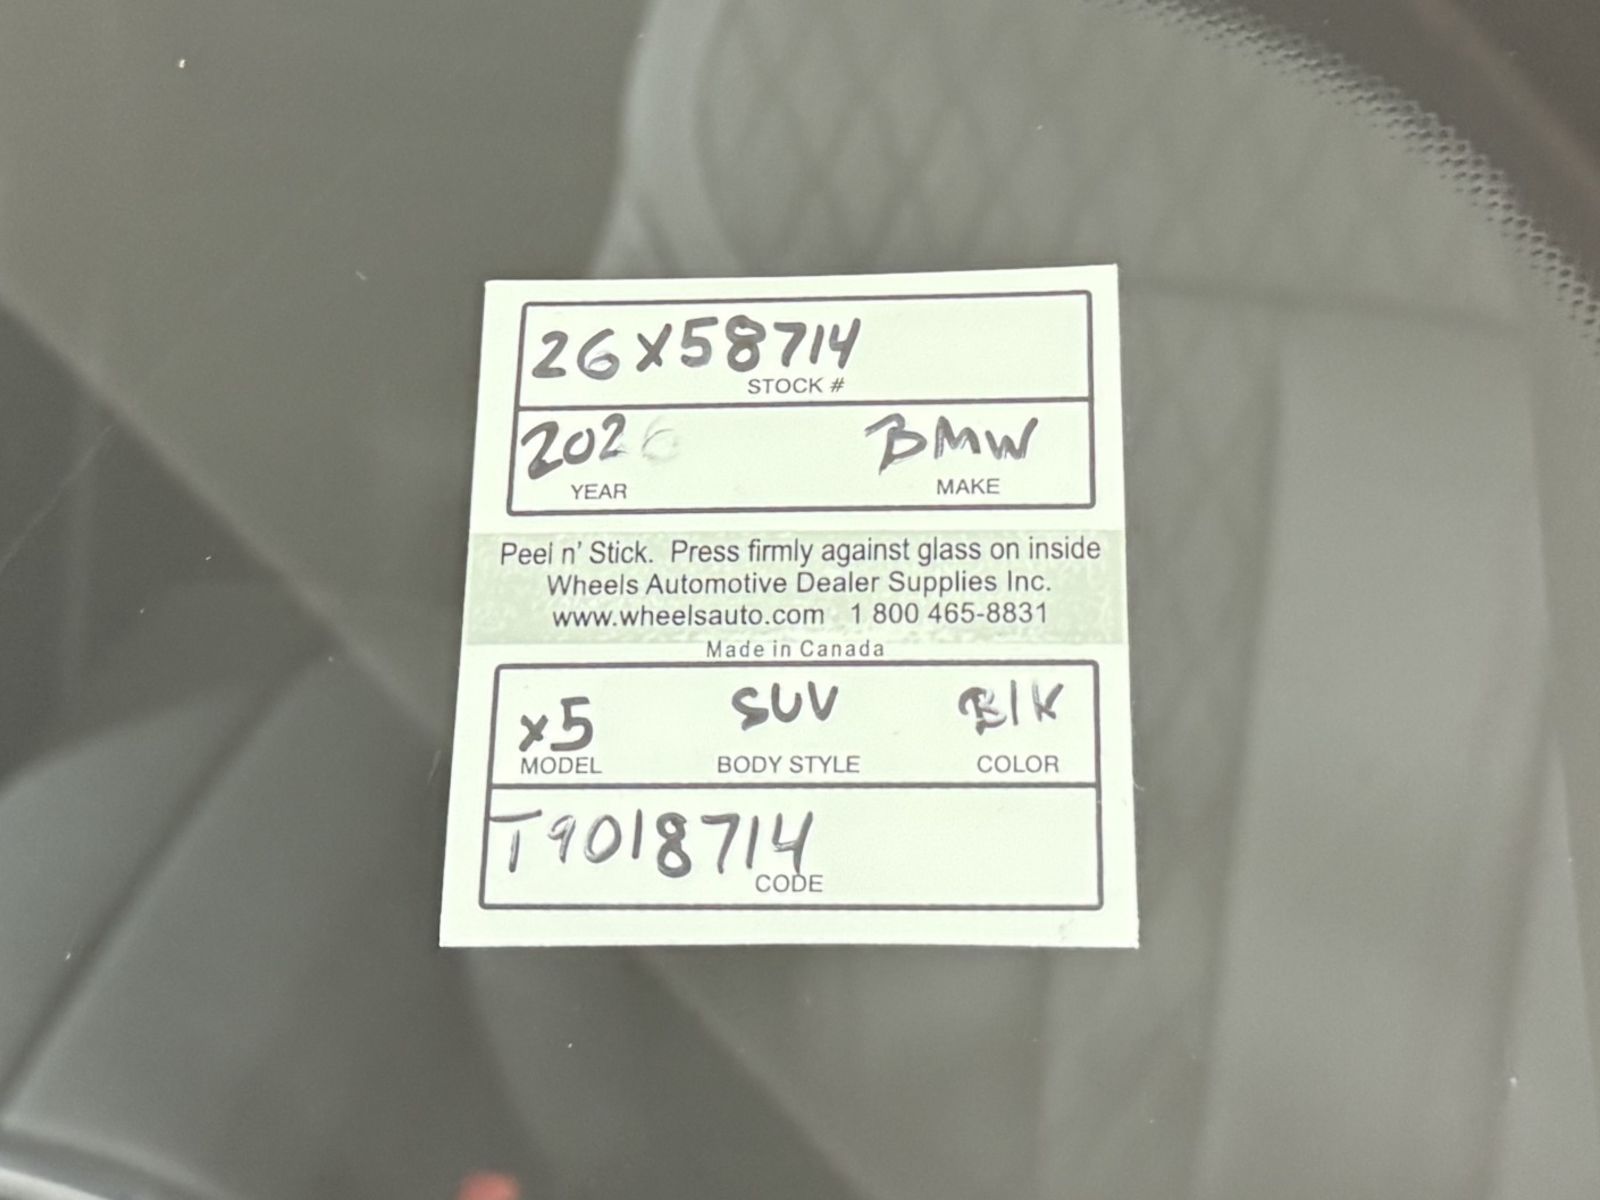 26X58714
STOCK #
2026 BMW
YEAR MAKE
Peel n' Stick. Press firmly against glass on inside
Wheels Automotive Dealer Supplies Inc.
www.wheelsauto.com 1 800 465-8831
Made in Canada
X5 SUV Blk
MODEL BODY STYLE COLOR
T9018714
CODE